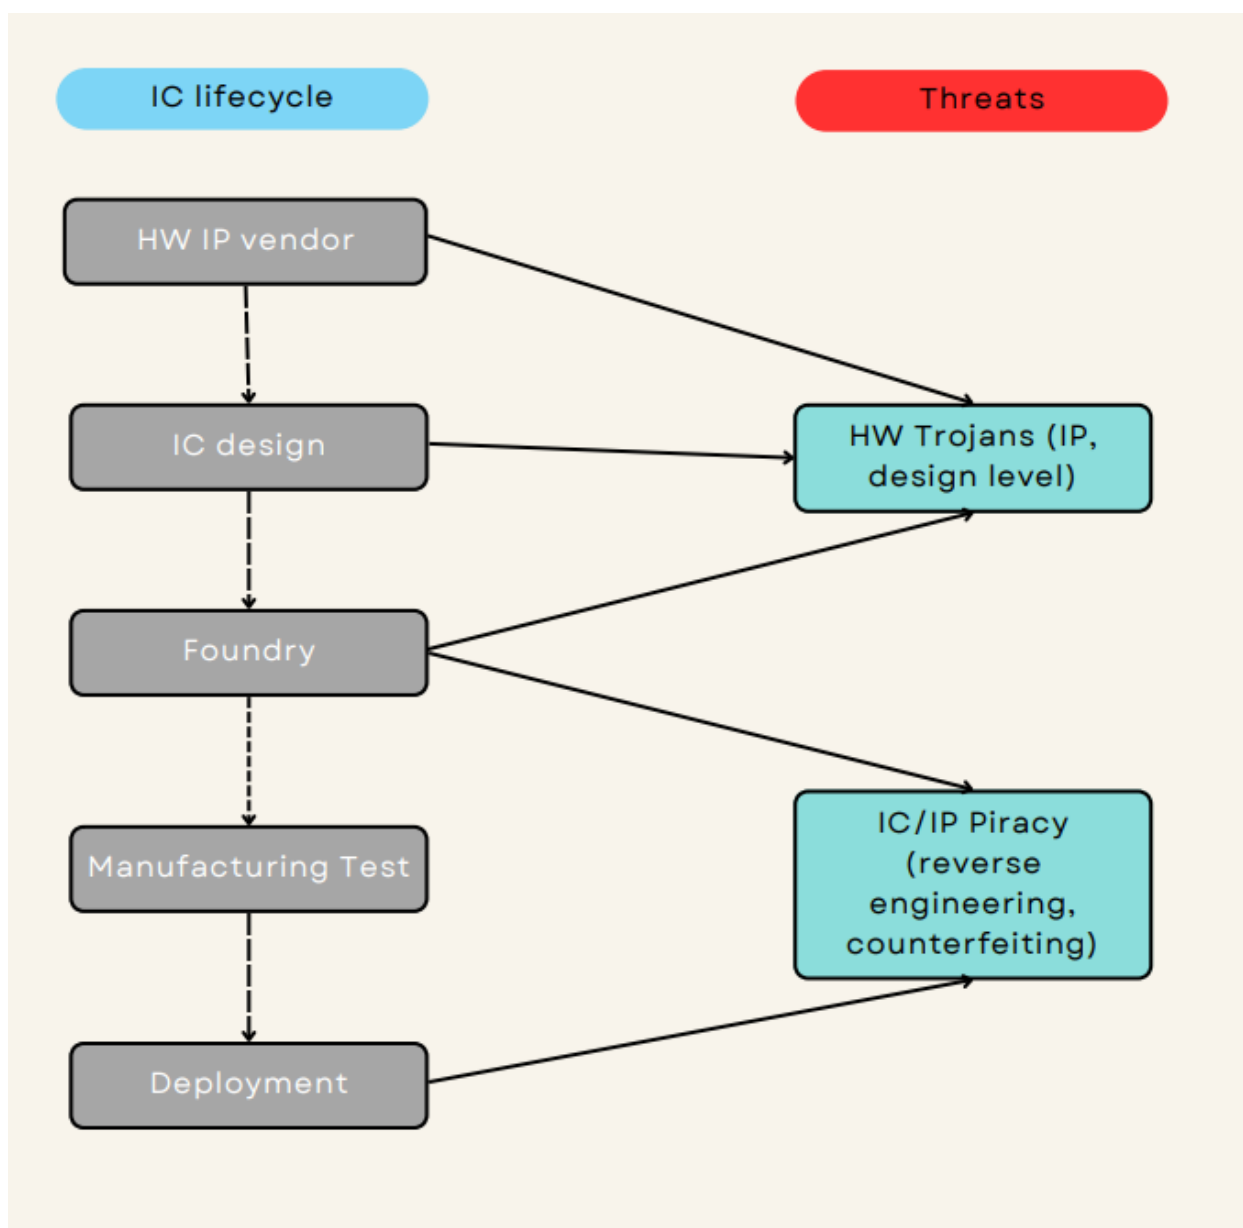 IC lifecycle
Threats
HW IP vendor
IC design
HW Trojans (IP,
design level)
Foundry
IC/IP Piracy
(reverse
engineering,
counterfeiting)
Manufacturing Test
Deployment